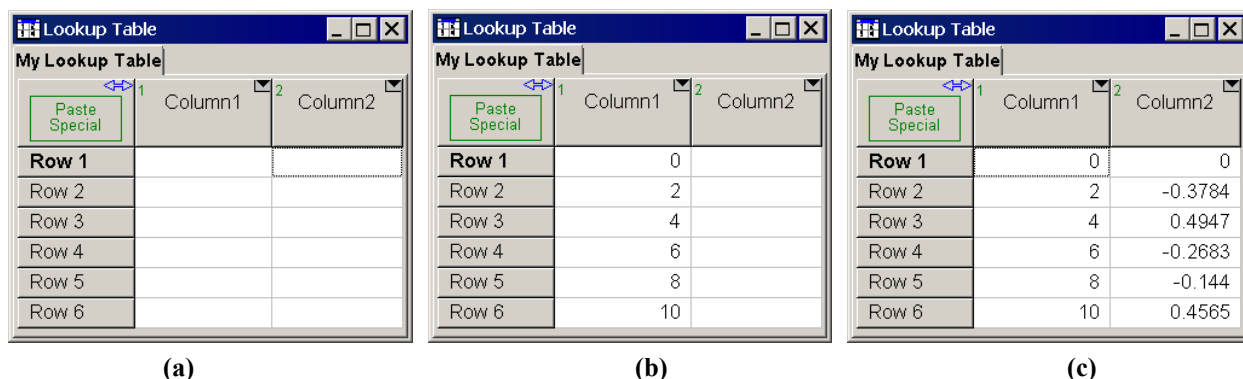 Lookup Table
My Lookup Table
Paste Special
1 Column1
2 Column2
Row 1
Row 2
Row 3
Row 4
Row 5
Row 6
(a)
Lookup Table
My Lookup Table
Paste Special
1 Column1
2 Column2
Row 1 0
Row 2 2
Row 3 4
Row 4 6
Row 5 8
Row 6 10
(b)
Lookup Table
My Lookup Table
Paste Special
1 Column1
2 Column2
Row 1 0 0
Row 2 2 -0.3784
Row 3 4 0.4947
Row 4 6 -0.2683
Row 5 8 -0.144
Row 6 10 0.4565
(c)